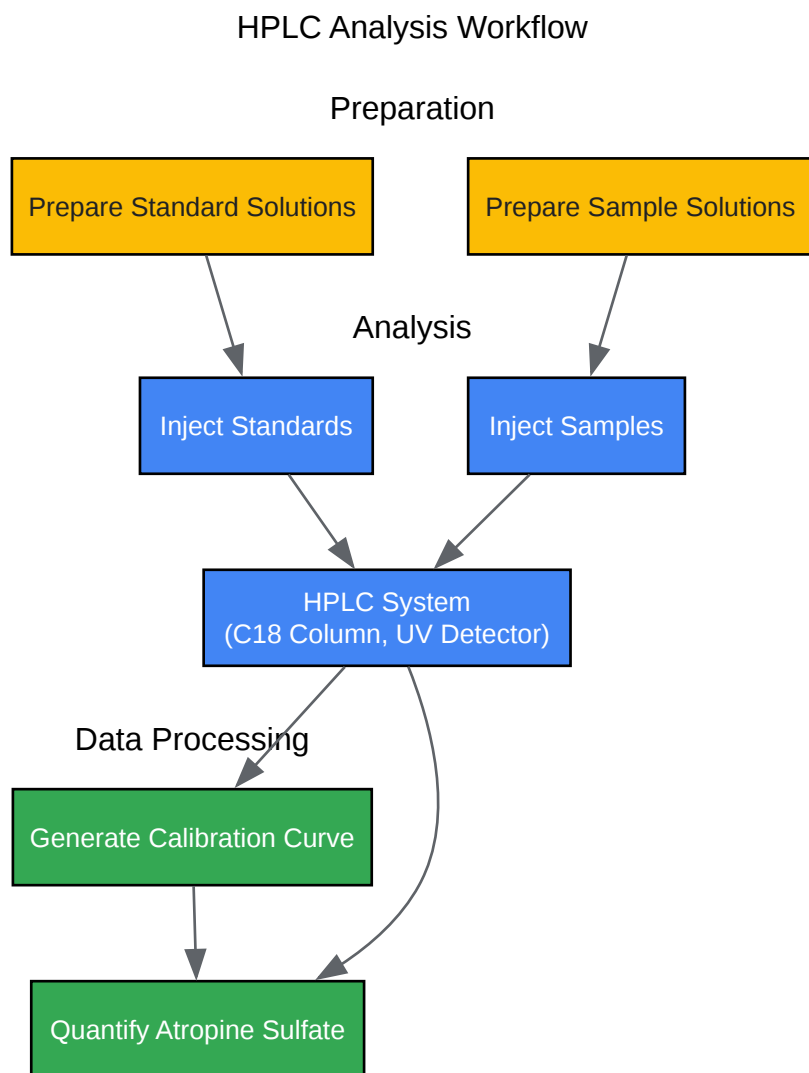 HPLC Analysis Workflow
Preparation
Prepare Standard Solutions
Prepare Sample Solutions
Analysis
Inject Standards
Inject Samples
HPLC System
(C18 Column, UV Detector)
Data Processing
Generate Calibration Curve
Quantify Atropine Sulfate